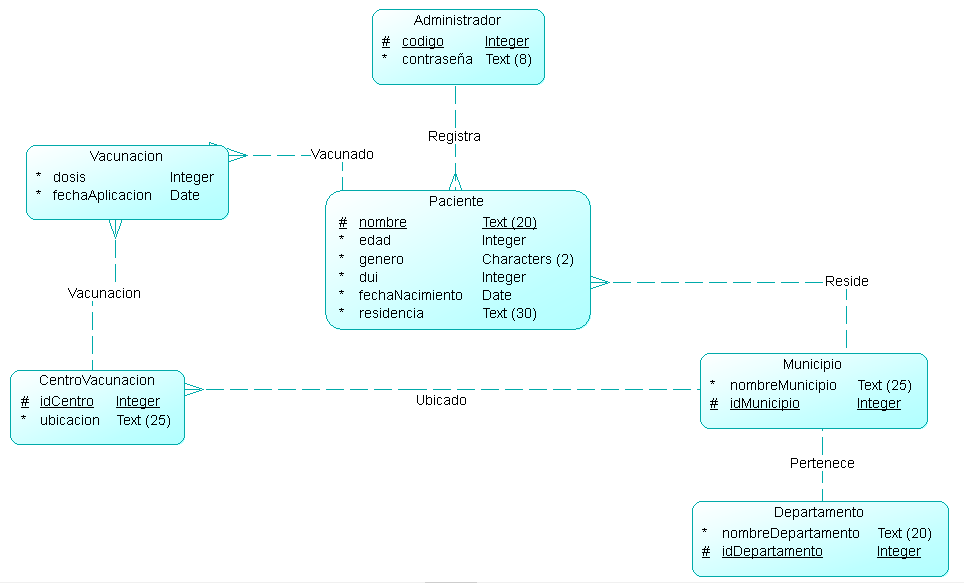 Administrador
# codigo Integer
* contraseña Text (8)
Registra
Vacunacion
* dosis Integer
* fechaAplicacion Date
Vacunado
Paciente
# nombre Text (20)
* edad Integer
* genero Characters (2)
* dui Integer
* fechaNacimiento Date
* residencia Text (30)
Reside
Vacunacion
CentroVacunacion
# idCentro Integer
* ubicacion Text (25)
Ubicado
Municipio
* nombreMunicipio Text (25)
# idMunicipio Integer
Pertenece
Departamento
* nombreDepartamento Text (20)
# idDepartamento Integer